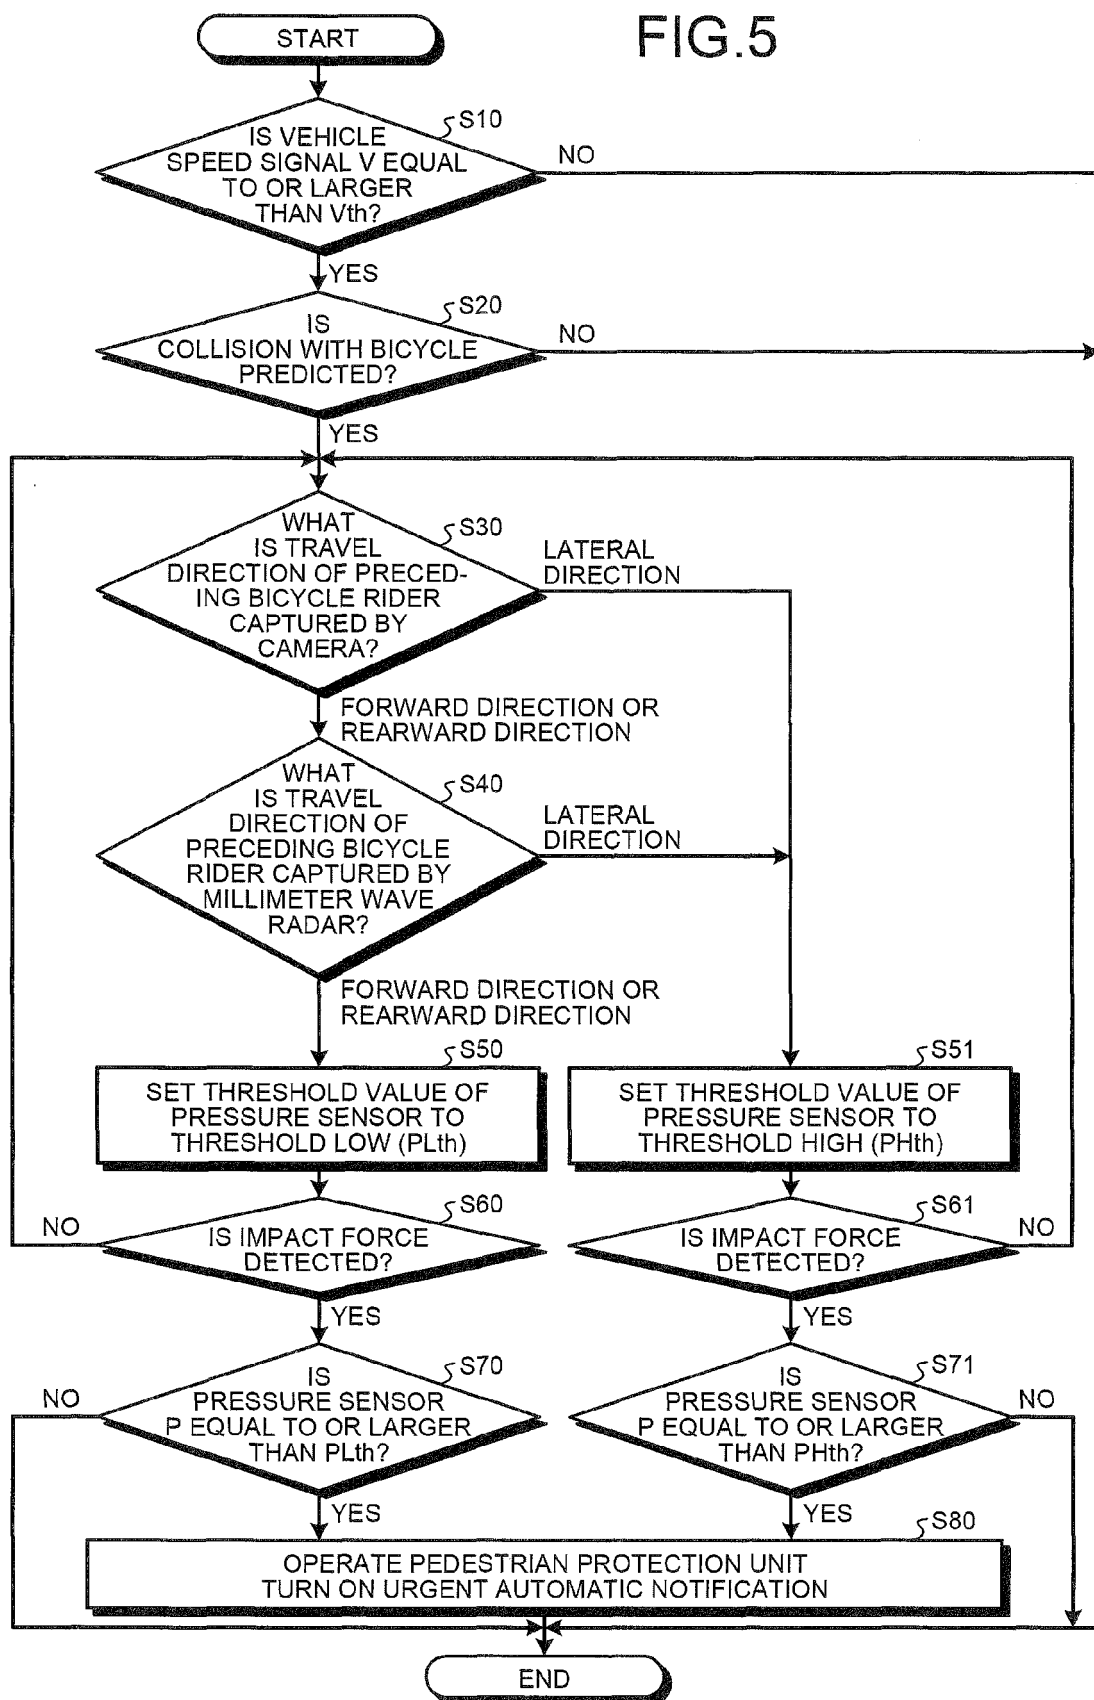 FIG.5
START
S10
IS VEHICLE
SPEED SIGNAL V EQUAL
TO OR LARGER
THAN Vth?
NO
YES
S20
IS
COLLISION WITH BICYCLE
PREDICTED?
NO
YES
S30
WHAT
IS TRAVEL
DIRECTION OF PRECED-
ING BICYCLE RIDER
CAPTURED BY
CAMERA?
LATERAL
DIRECTION
FORWARD DIRECTION OR
REARWARD DIRECTION
S40
WHAT
IS TRAVEL
DIRECTION OF
PRECEDING BICYCLE
RIDER CAPTURED BY
MILLIMETER WAVE
RADAR?
LATERAL
DIRECTION
FORWARD DIRECTION OR
REARWARD DIRECTION
S50
SET THRESHOLD VALUE OF
PRESSURE SENSOR TO
THRESHOLD LOW (PLth)
S51
SET THRESHOLD VALUE OF
PRESSURE SENSOR TO
THRESHOLD HIGH (PHth)
S60
NO
IS IMPACT FORCE
DETECTED?
YES
S61
IS IMPACT FORCE
DETECTED?
NO
YES
S70
NO
IS
PRESSURE SENSOR
P EQUAL TO OR LARGER
THAN PLth?
YES
S71
IS
PRESSURE SENSOR
P EQUAL TO OR LARGER
THAN PHth?
NO
YES
S80
OPERATE PEDESTRIAN PROTECTION UNIT
TURN ON URGENT AUTOMATIC NOTIFICATION
END